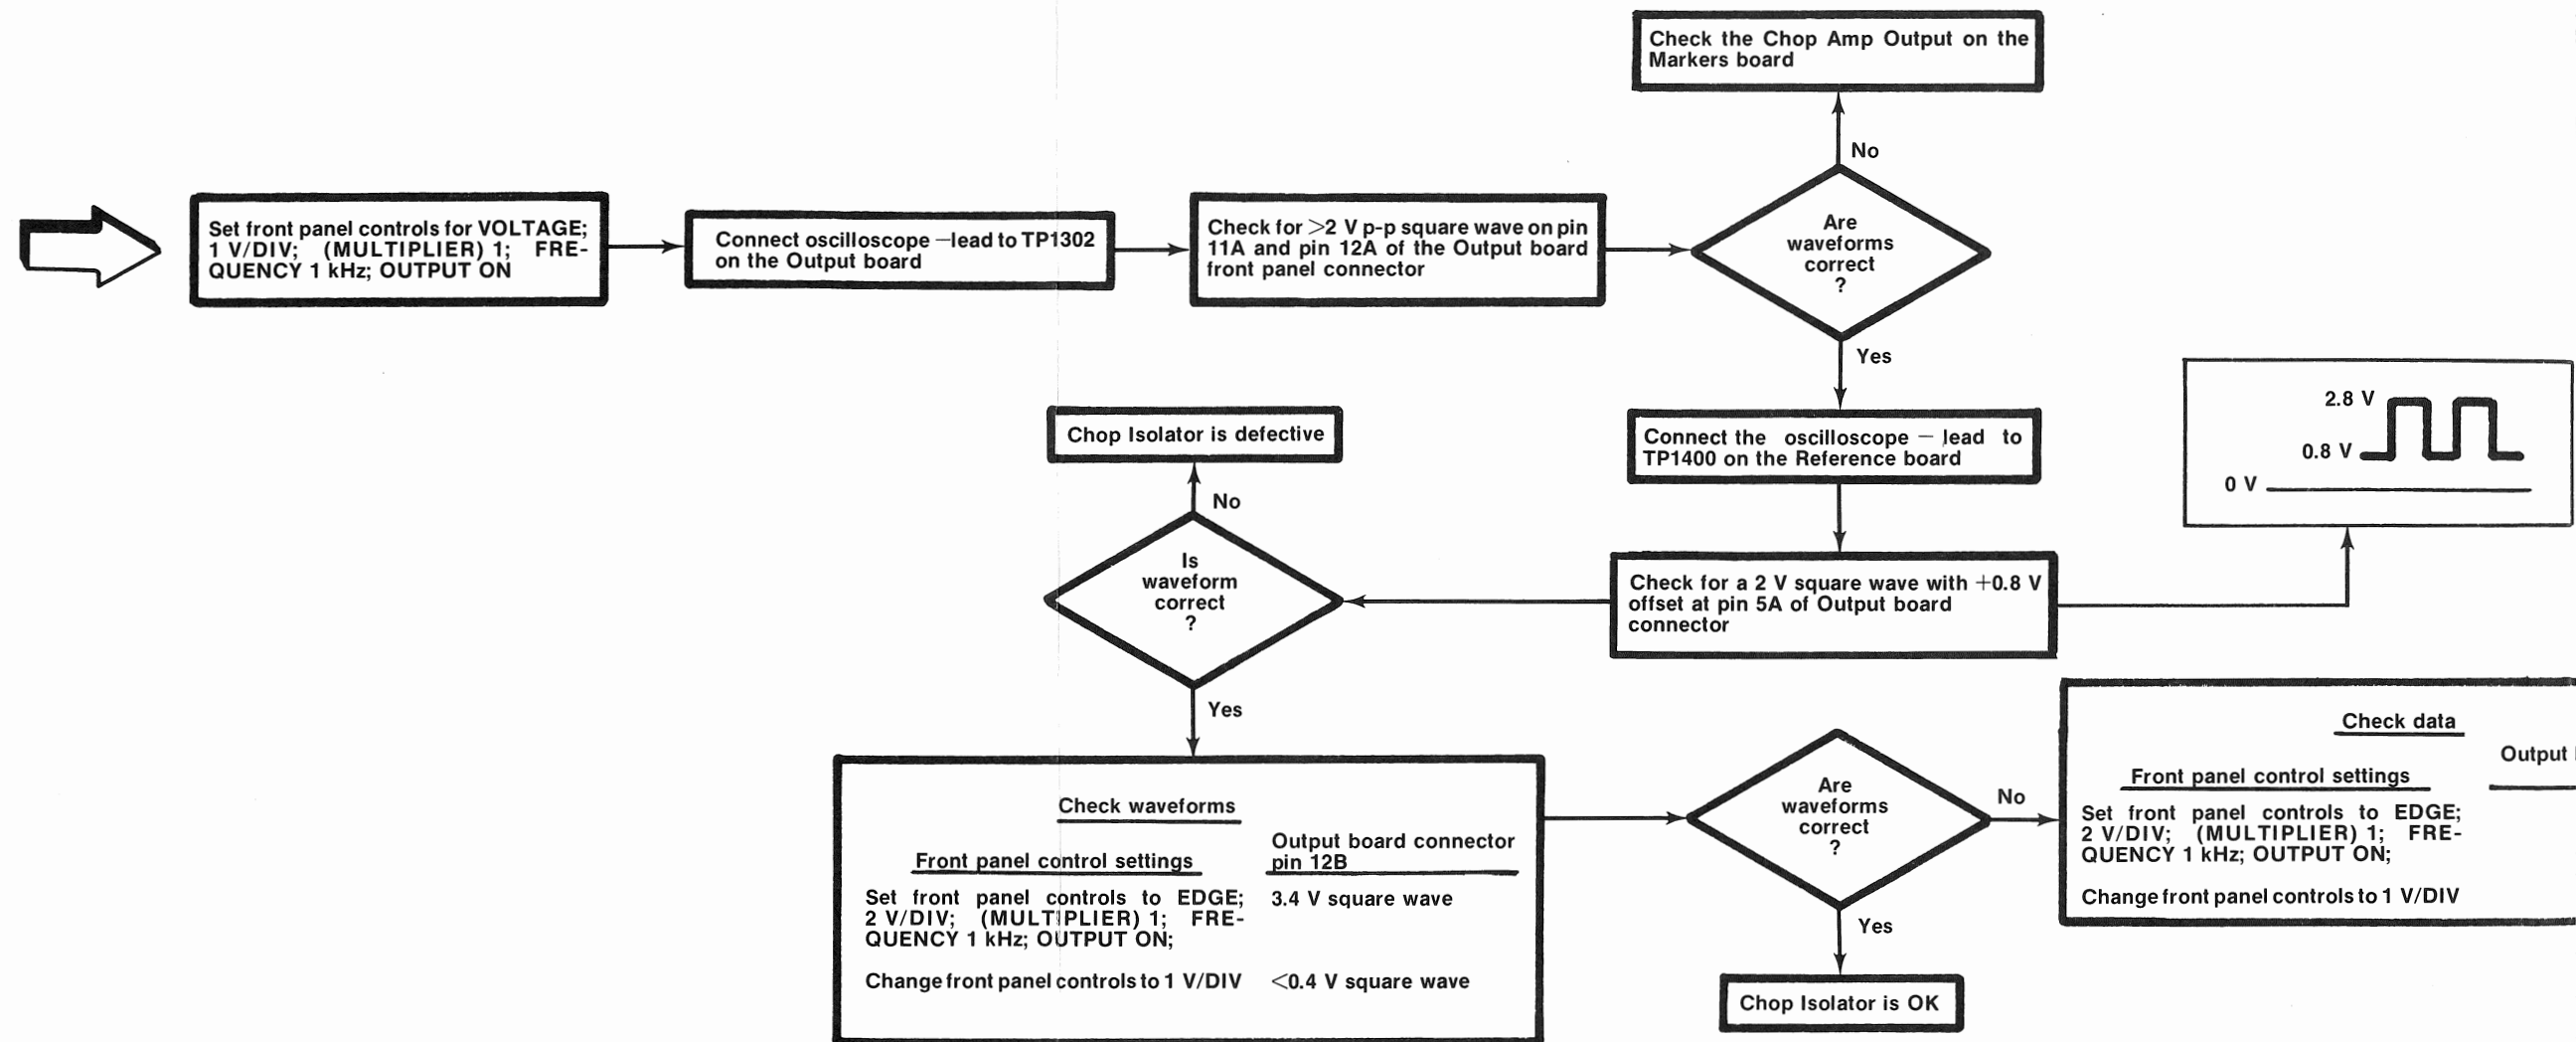 Set front panel controls for VOLTAGE;
1 V/DIV; (MULTIPLIER) 1; FRE-
QUENCY 1 kHz; OUTPUT ON
Connect oscilloscope —lead to TP1302
on the Output board
Check for >2 V p-p square wave on pin
11A and pin 12A of the Output board
front panel connector
Are
waveforms
correct
?
No
Check the Chop Amp Output on the
Markers board
Yes
Connect the oscilloscope — lead to
TP1400 on the Reference board
Check for a 2 V square wave with +0.8 V
offset at pin 5A of Output board
connector
2.8 V
0.8 V
0 V
Is
waveform
correct
?
No
Chop Isolator is defective
Yes
Check waveforms
Front panel control settings
Output board connector
pin 12B
Set front panel controls to EDGE;
2 V/DIV; (MULTIPLIER) 1; FRE-
QUENCY 1 kHz; OUTPUT ON;
3.4 V square wave
Change front panel controls to 1 V/DIV
<0.4 V square wave
Are
waveforms
correct
?
Yes
Chop Isolator is OK
No
Check data
Output
Front panel control settings
Set front panel controls to EDGE;
2 V/DIV; (MULTIPLIER) 1; FRE-
QUENCY 1 kHz; OUTPUT ON;
Change front panel controls to 1 V/DIV